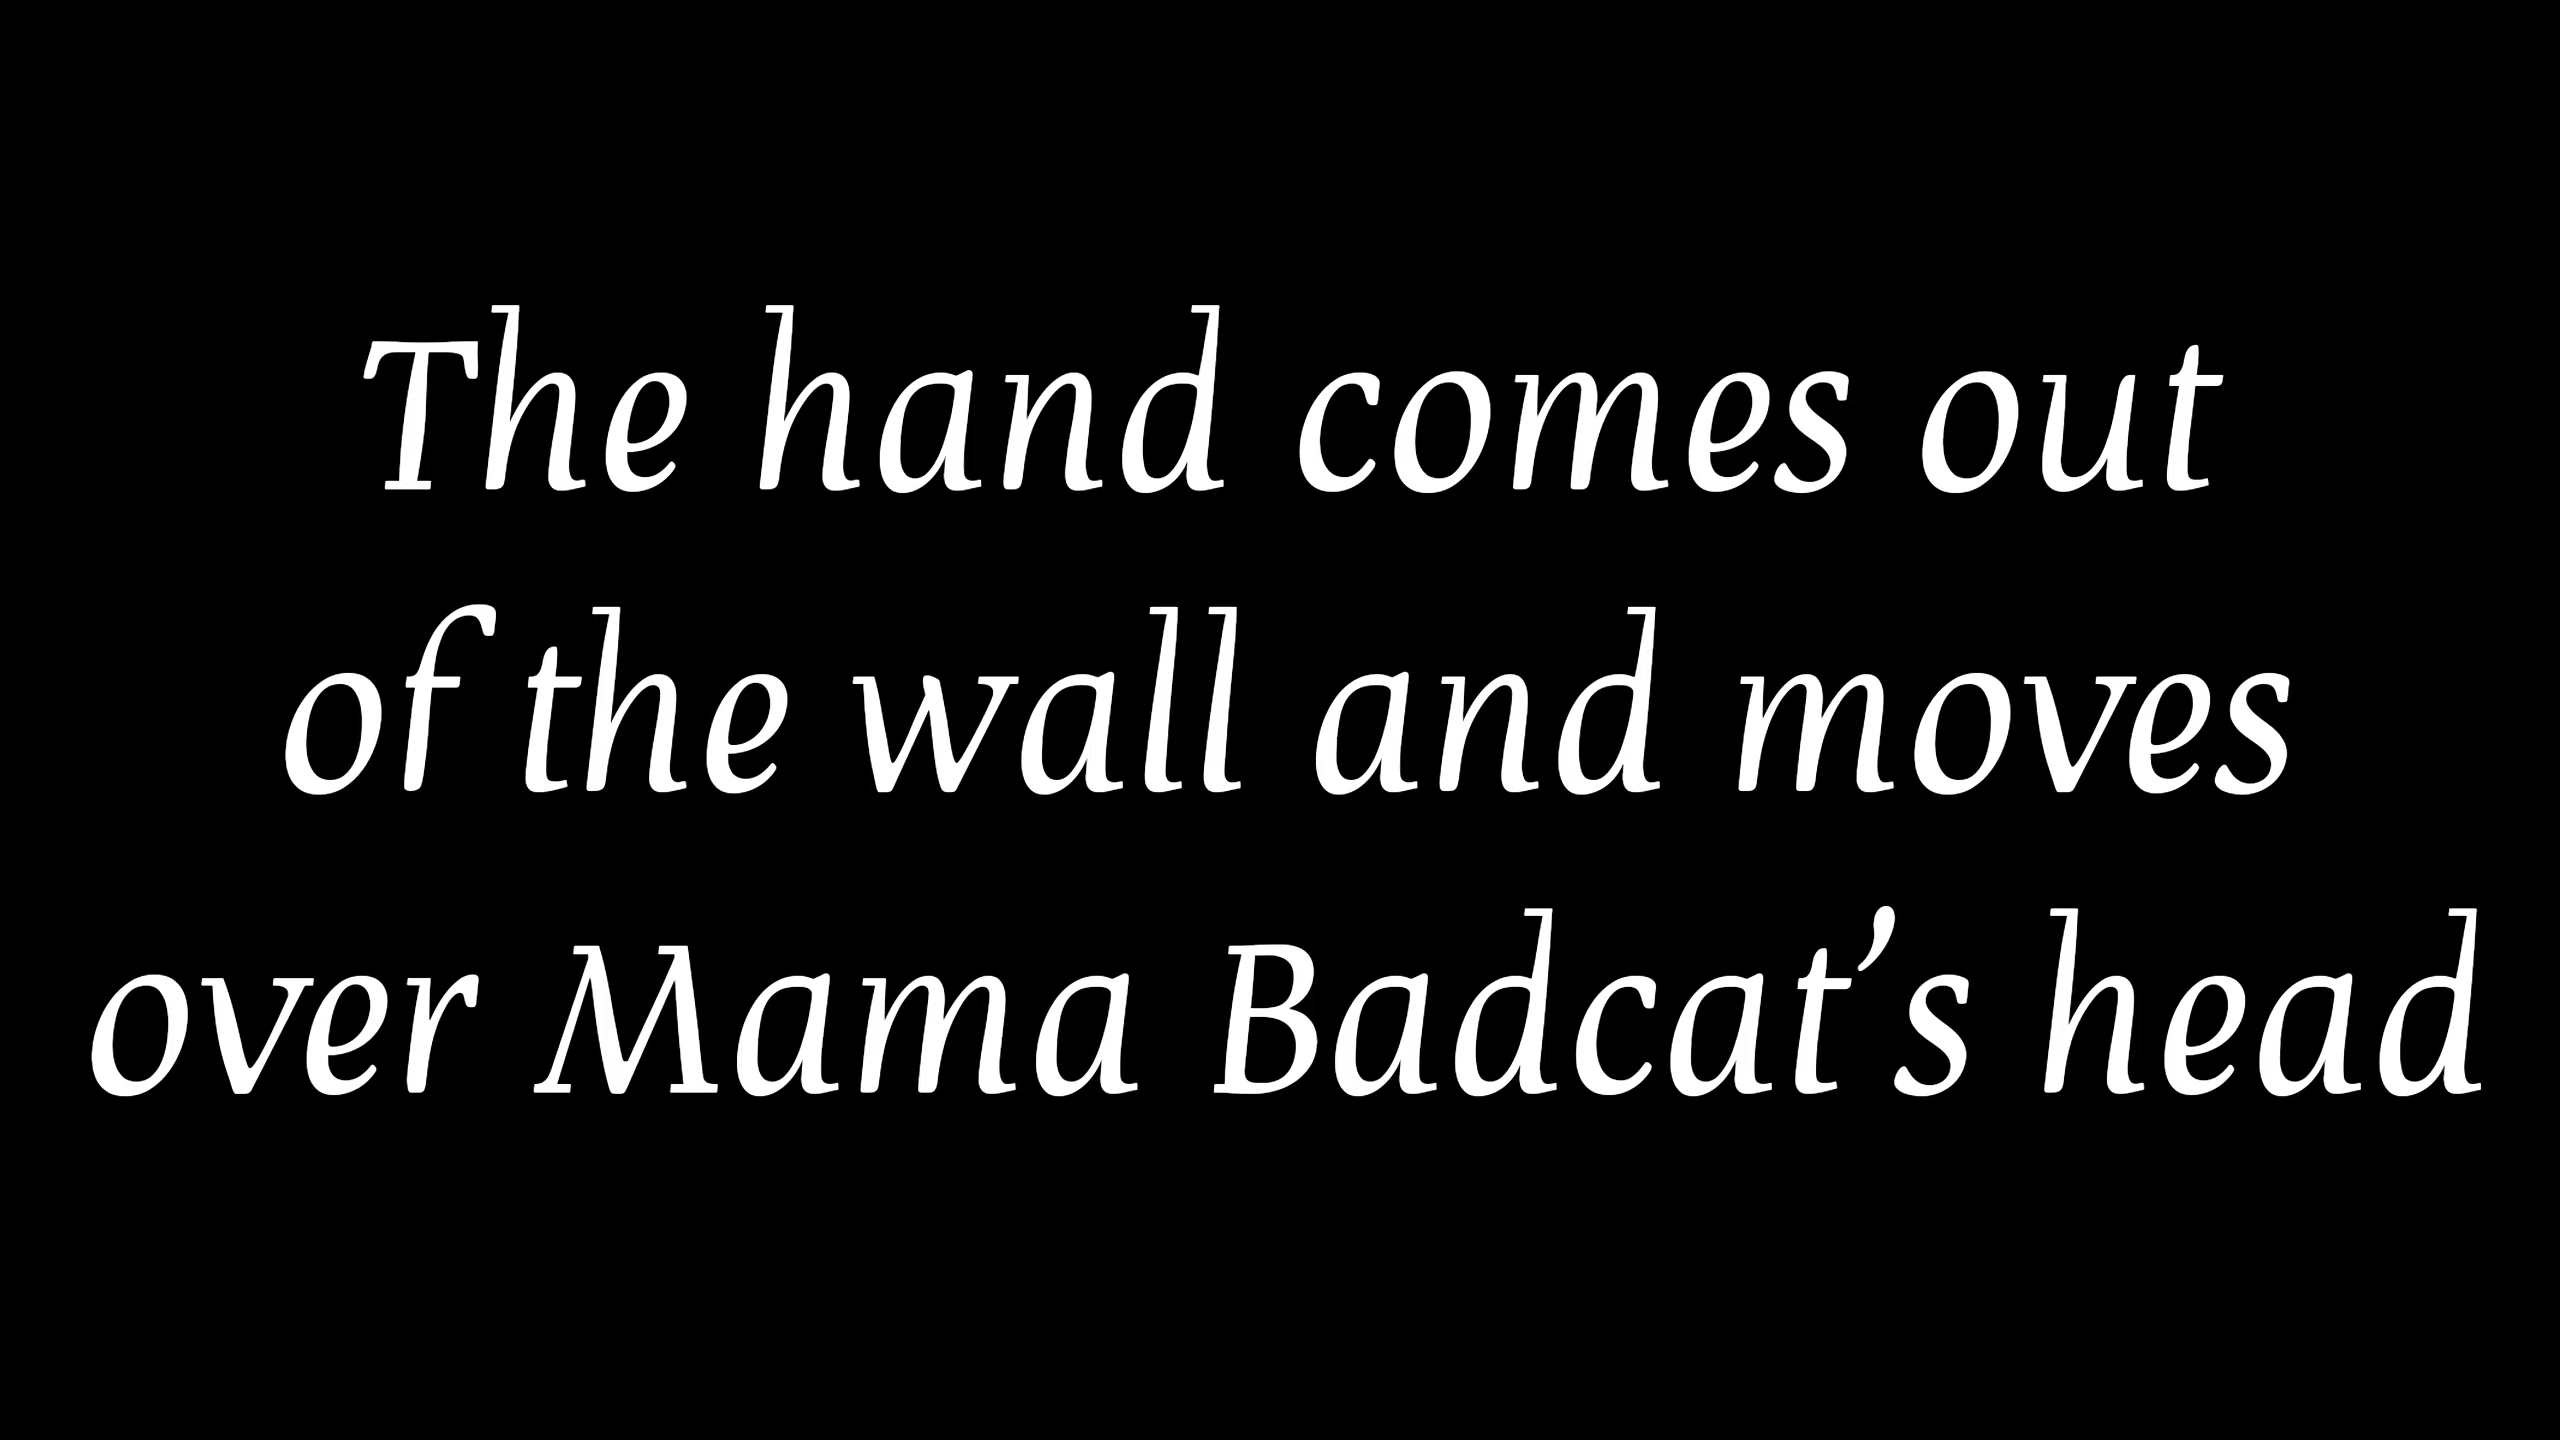 The hand comes out
of the wall and moves
over Mama Badcat’s head